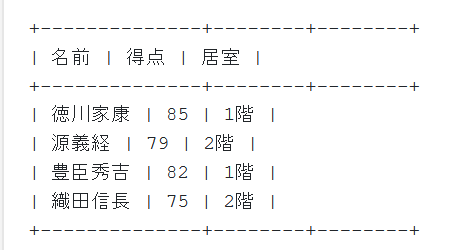 +--------------+--------+--------+
| 名前 | 得点 | 居室 |
+--------------+--------+--------+
| 徳川家康 | 85 | 1階 |
| 源義経 | 79 | 2階 |
| 豊臣秀吉 | 82 | 1階 |
| 織田信長 | 75 | 2階 |
+--------------+--------+--------+